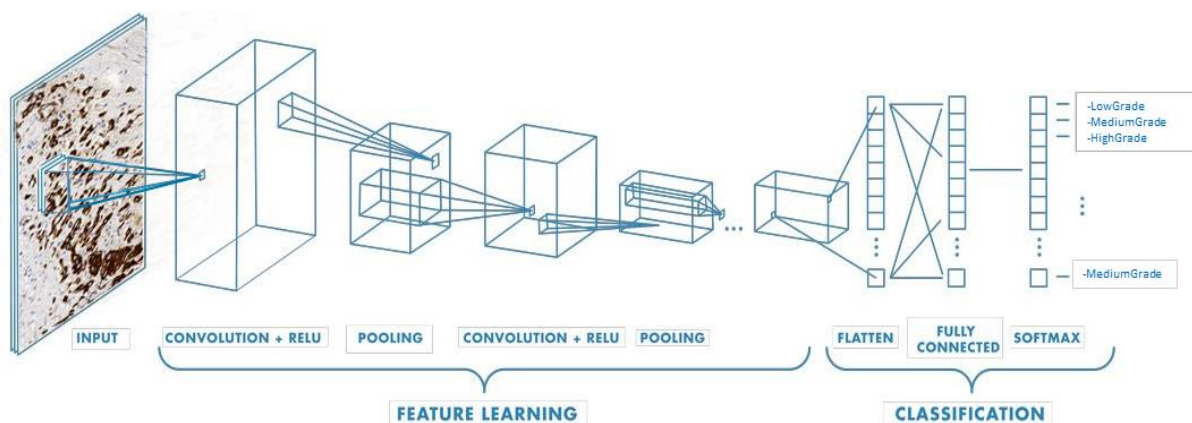 -LowGrade
-MediumGrade
-HighGrade
-MediumGrade
INPUT
CONVOLUTION + RELU
POOLING
CONVOLUTION + RELU
POOLING
FLATTEN
FULLY
CONNECTED
SOFTMAX
FEATURE LEARNING
CLASSIFICATION